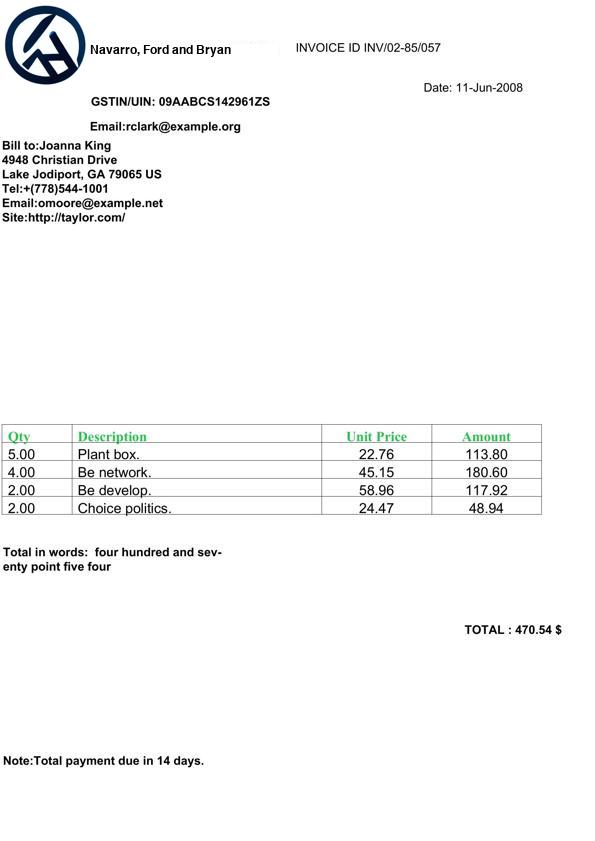 Navarro, Ford and Bryan
INVOICE ID INV/02-85/057
Date: 11-Jun-2008
GSTIN/UIN: 09AABCS142961ZS
Email:rclark@example.org
Bill to:Joanna King
4948 Christian Drive
Lake Jodiport, GA 79065 US
Tel:+(778)544-1001
Email:omoore@example.net
Site:http://taylor.com/
Qty Description Unit Price Amount
5.00 Plant box. 22.76 113.80
4.00 Be network. 45.15 180.60
2.00 Be develop. 58.96 117.92
2.00 Choice politics. 24.47 48.94
Total in words: four hundred and sev-
enty point five four
TOTAL : 470.54 $
Note:Total payment due in 14 days.